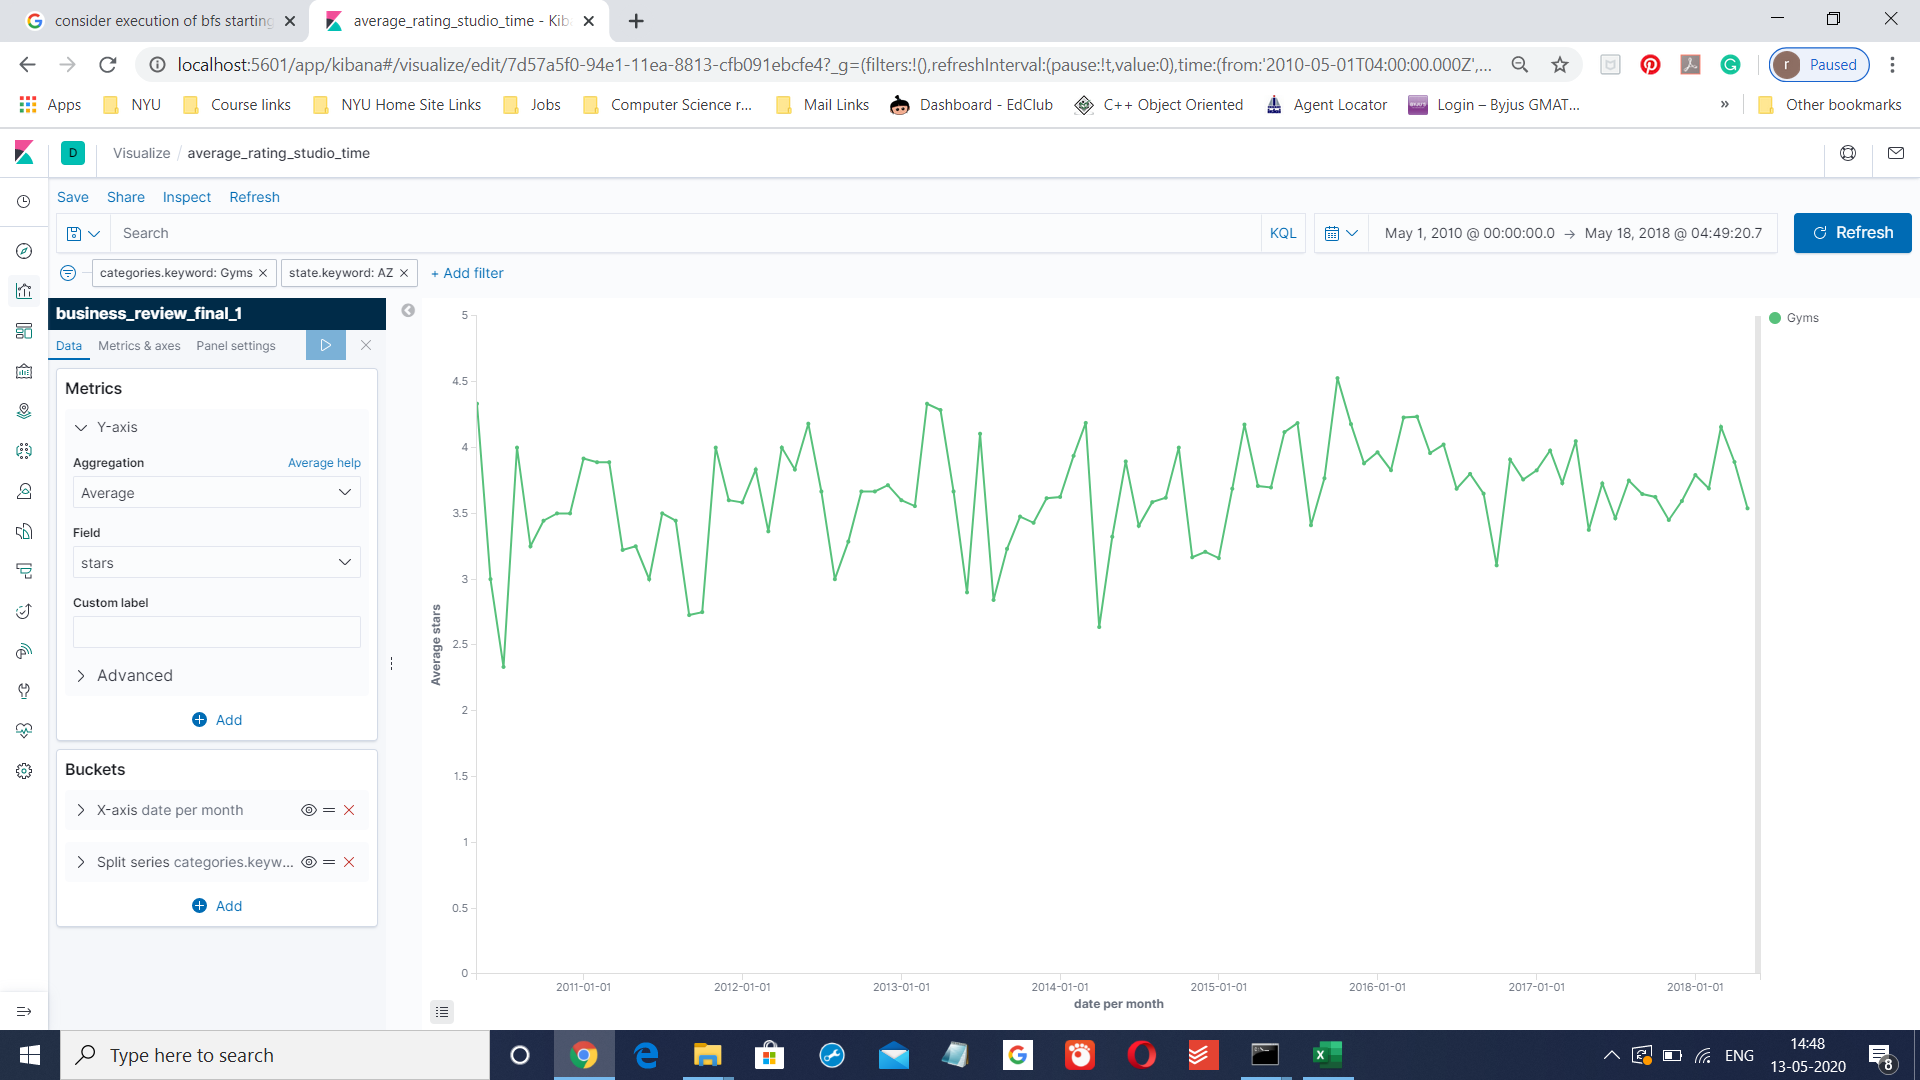 consider execution of bfs starting
average_rating_studio_time - Kib
localhost:5601/app/kibana#/visualize/edit/7d57a5f0-94e1-11ea-8813-cfb091ebcfe4?_g=(filters:!(),refreshInterval:(pause:!t,value:0),time:(from:'2010-05-01T04:00:00.000Z',...
r Paused
Apps NYU Course links NYU Home Site Links Jobs Computer Science r... Mail Links Dashboard - EdClub C++ Object Oriented Agent Locator Login – Byjus GMAT... » Other bookmarks
D Visualize / average_rating_studio_time
Save Share Inspect Refresh
Search KQL May 1, 2010 @ 00:00:00.0 → May 18, 2018 @ 04:49:20.7 Refresh
categories.keyword: Gyms state.keyword: AZ + Add filter
business_review_final_1
Data Metrics & axes Panel settings
Metrics
Y-axis
Aggregation Average help
Average
Field
stars
Custom label
Advanced
Add
Buckets
X-axis date per month
Split series categories.keyw...
Add
5
4.5
4
3.5
3
2.5
2
1.5
1
0.5
0
Average stars
2011-01-01 2012-01-01 2013-01-01 2014-01-01 2015-01-01 2016-01-01 2017-01-01 2018-01-01
date per month
Gyms
Type here to search
ENG
14:48
13-05-2020
8